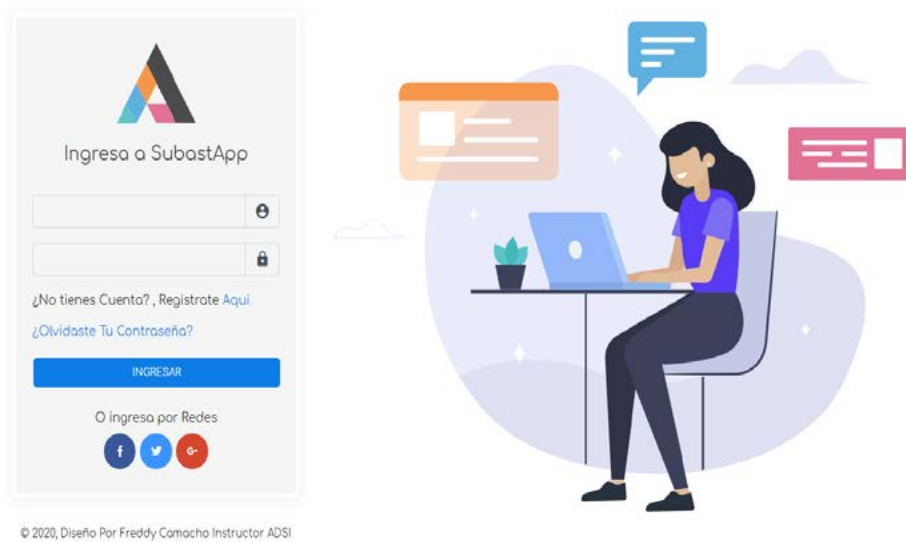 Ingresa a SubastApp
¿No tienes Cuenta? , Registrate Aqui
¿Olvidaste Tu Contraseña?
INGRESAR
O ingresa por Redes
f
G+
© 2020, Diseño Por Freddy Camacho Instructor ADSI